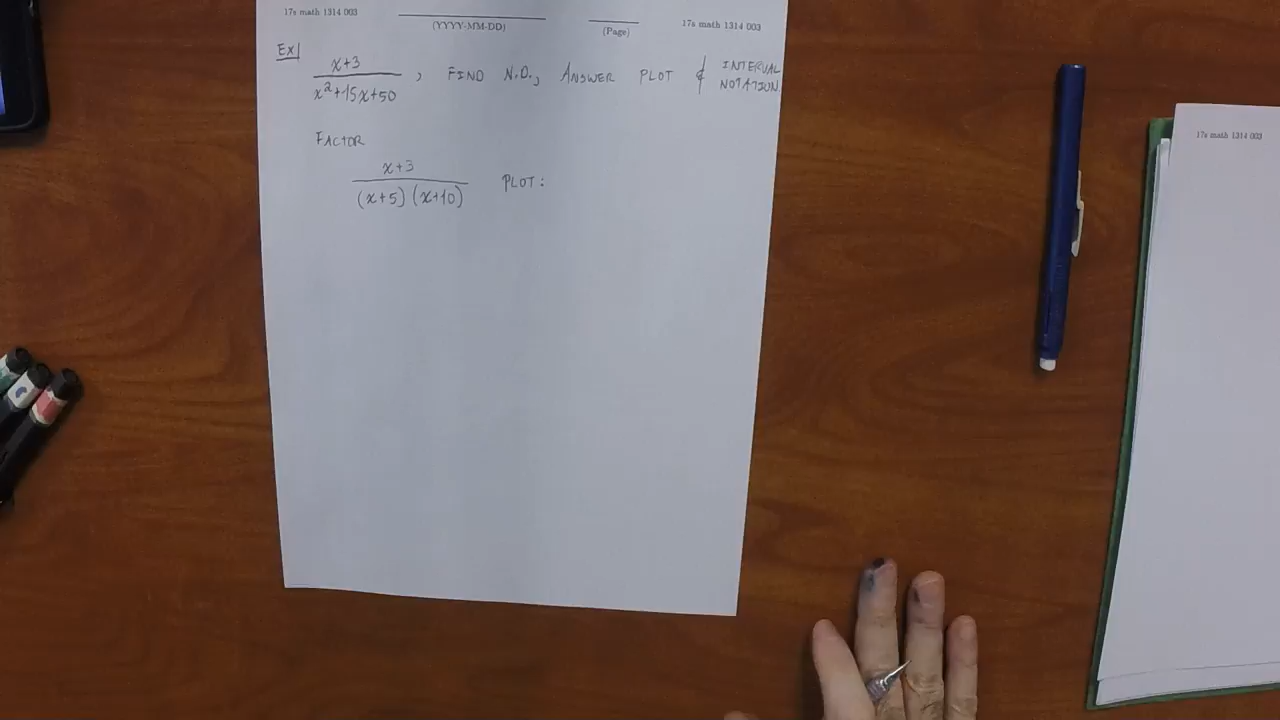 17s math 1314 003 (YYYY-MM-DD) (Page) 17s math 1314 003
Ex1 x+3 / x²+15x+50 , FIND N.D., ANSWER PLOT & INTERVAL NOTATION.
FACTOR
x+3 / (x+5)(x+10) PLOT:
17s math 1314 003